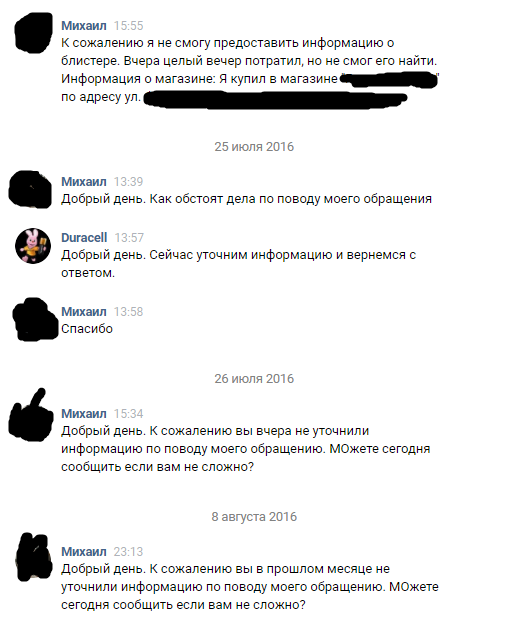 Михаил 15:55
К сожалению я не смогу предоставить информацию о
блистере. Вчера целый вечер потратил, но не смог его найти.
Информация о магазине: Я купил в магазине "
по адресу ул.
25 июля 2016
Михаил 13:39
Добрый день. Как обстоят дела по поводу моего обращения
Duracell 13:57
Добрый день. Сейчас уточним информацию и вернемся с
ответом.
Михаил 13:58
Спасибо
26 июля 2016
Михаил 15:34
Добрый день. К сожалению вы вчера не уточнили
информацию по поводу моего обращению. МОжете сегодня
сообщить если вам не сложно?
8 августа 2016
Михаил 23:13
Добрый день. К сожалению вы в прошлом месяце не
уточнили информацию по поводу моего обращению. МОжете
сегодня сообщить если вам не сложно?